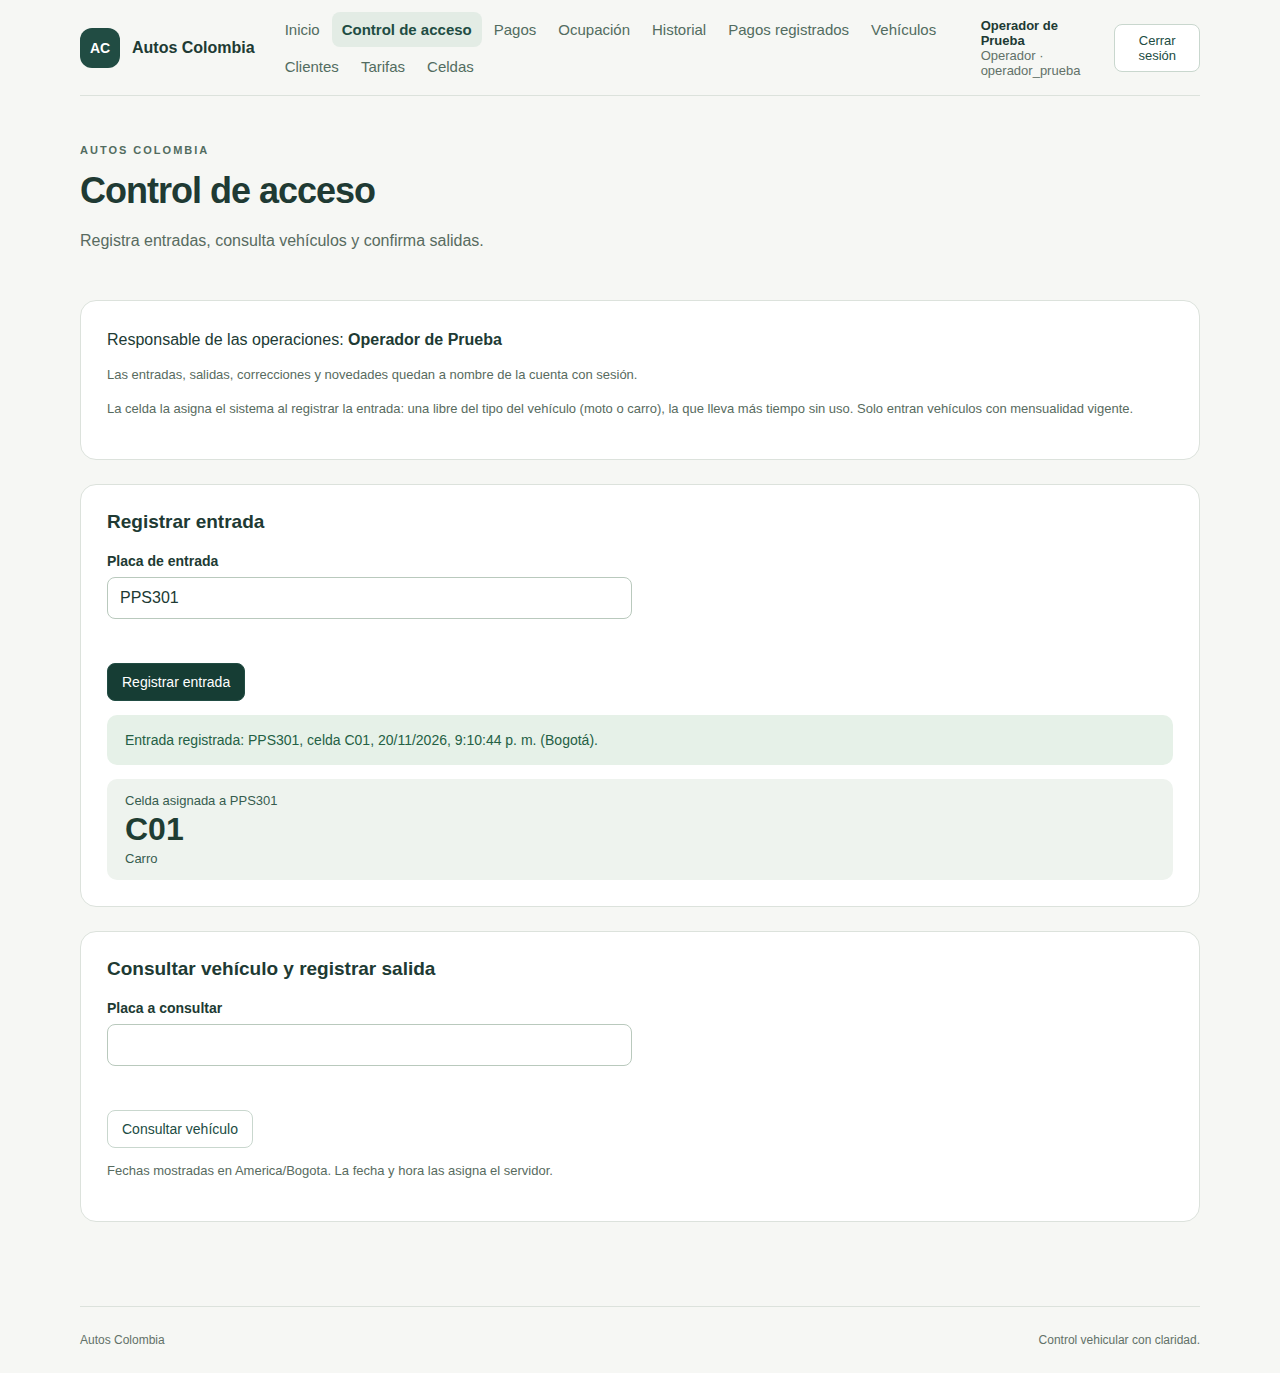 AC
Autos Colombia
Inicio
Control de acceso
Pagos
Ocupación
Historial
Pagos registrados
Vehículos
Clientes
Tarifas
Celdas
Operador de
Prueba
Operador ·
operador_prueba
Cerrar
sesión
AUTOS COLOMBIA
Control de acceso
Registra entradas, consulta vehículos y confirma salidas.
Responsable de las operaciones: Operador de Prueba
Las entradas, salidas, correcciones y novedades quedan a nombre de la cuenta con sesión.
La celda la asigna el sistema al registrar la entrada: una libre del tipo del vehículo (moto o carro), la que lleva más tiempo sin uso. Solo entran vehículos con mensualidad vigente.
Registrar entrada
Placa de entrada
PPS301
Registrar entrada
Entrada registrada: PPS301, celda C01, 20/11/2026, 9:10:44 p. m. (Bogotá).
Celda asignada a PPS301
C01
Carro
Consultar vehículo y registrar salida
Placa a consultar
Consultar vehículo
Fechas mostradas en America/Bogota. La fecha y hora las asigna el servidor.
Autos Colombia
Control vehicular con claridad.